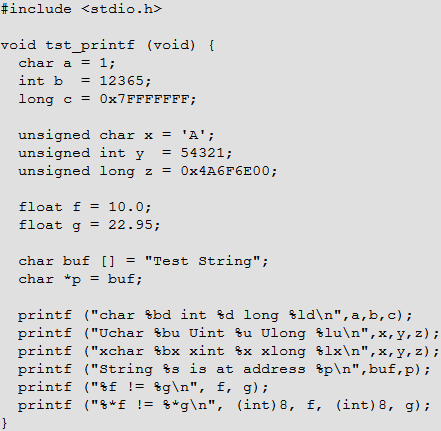 #include <stdio.h>
void tst_printf (void) {
char a = 1;
int b  = 12365;
long c = 0x7FFFFFFF;
unsigned char x = 'A';
unsigned int y  = 54321;
unsigned long z = 0x4A6F6E00;
float f = 10.0;
float g = 22.95;
char buf [] = "Test String";
char *p = buf;
printf ("char %bd int %d long %ld\n",a,b,c);
printf ("Uchar %bu Uint %u Ulong %lu\n",x,y,z);
printf ("xchar %bx xint %x xlong %lx\n",x,y,z);
printf ("String %s is at address %p\n",buf,p);
printf ("%f != %g\n", f, g);
printf ("%*f != %*g\n", (int)8, f, (int)8, g);
}